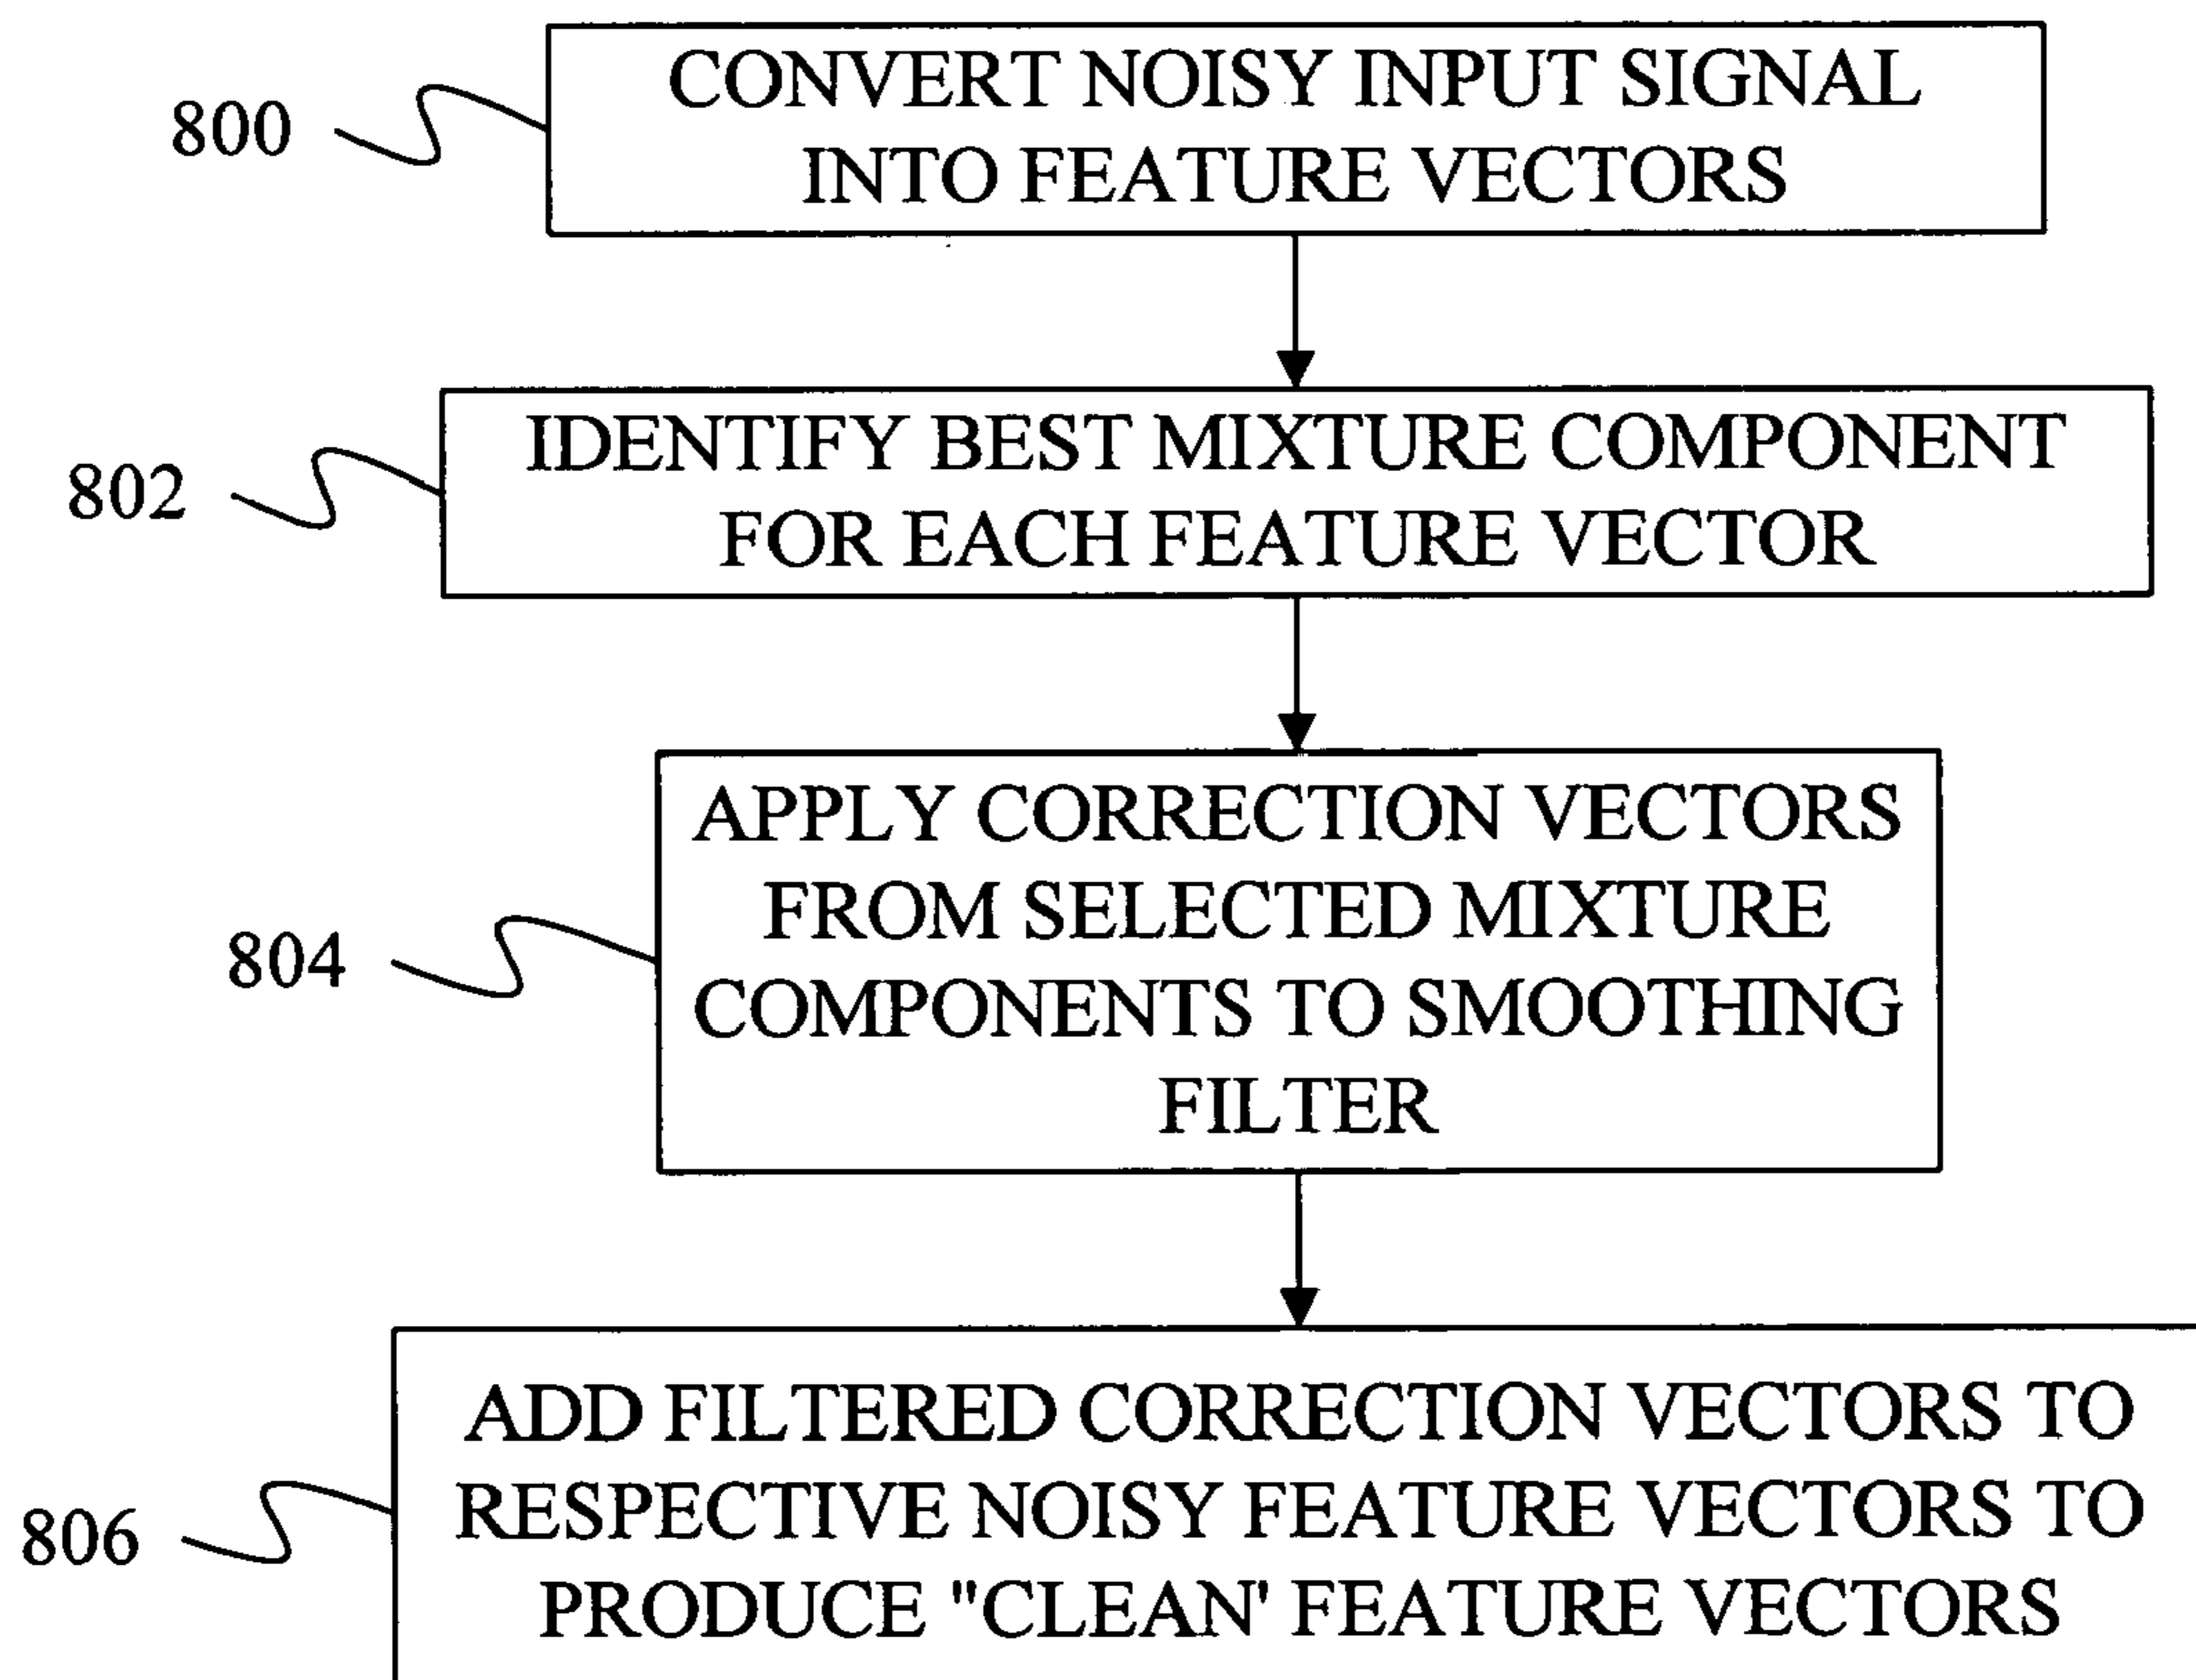 800
CONVERT NOISY INPUT SIGNAL
INTO FEATURE VECTORS
802
IDENTIFY BEST MIXTURE COMPONENT
FOR EACH FEATURE VECTOR
804
APPLY CORRECTION VECTORS
FROM SELECTED MIXTURE
COMPONENTS TO SMOOTHING
FILTER
806
ADD FILTERED CORRECTION VECTORS TO
RESPECTIVE NOISY FEATURE VECTORS TO
PRODUCE "CLEAN' FEATURE VECTORS